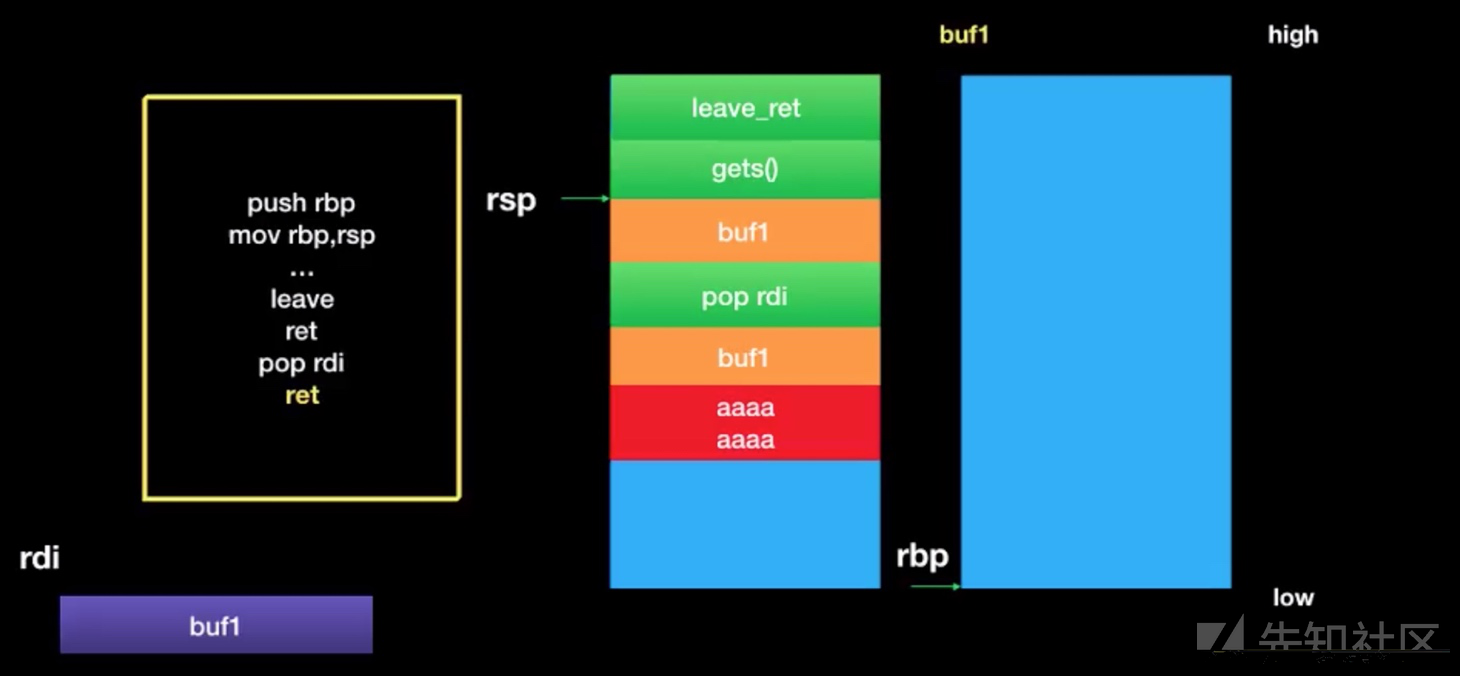 buf1
high
push rbp
mov rbp,rsp
...
leave
ret
pop rdi
ret
rsp
leave_ret
gets()
buf1
pop rdi
buf1
aaaa
aaaa
rbp
rdi
buf1
low
先知社区